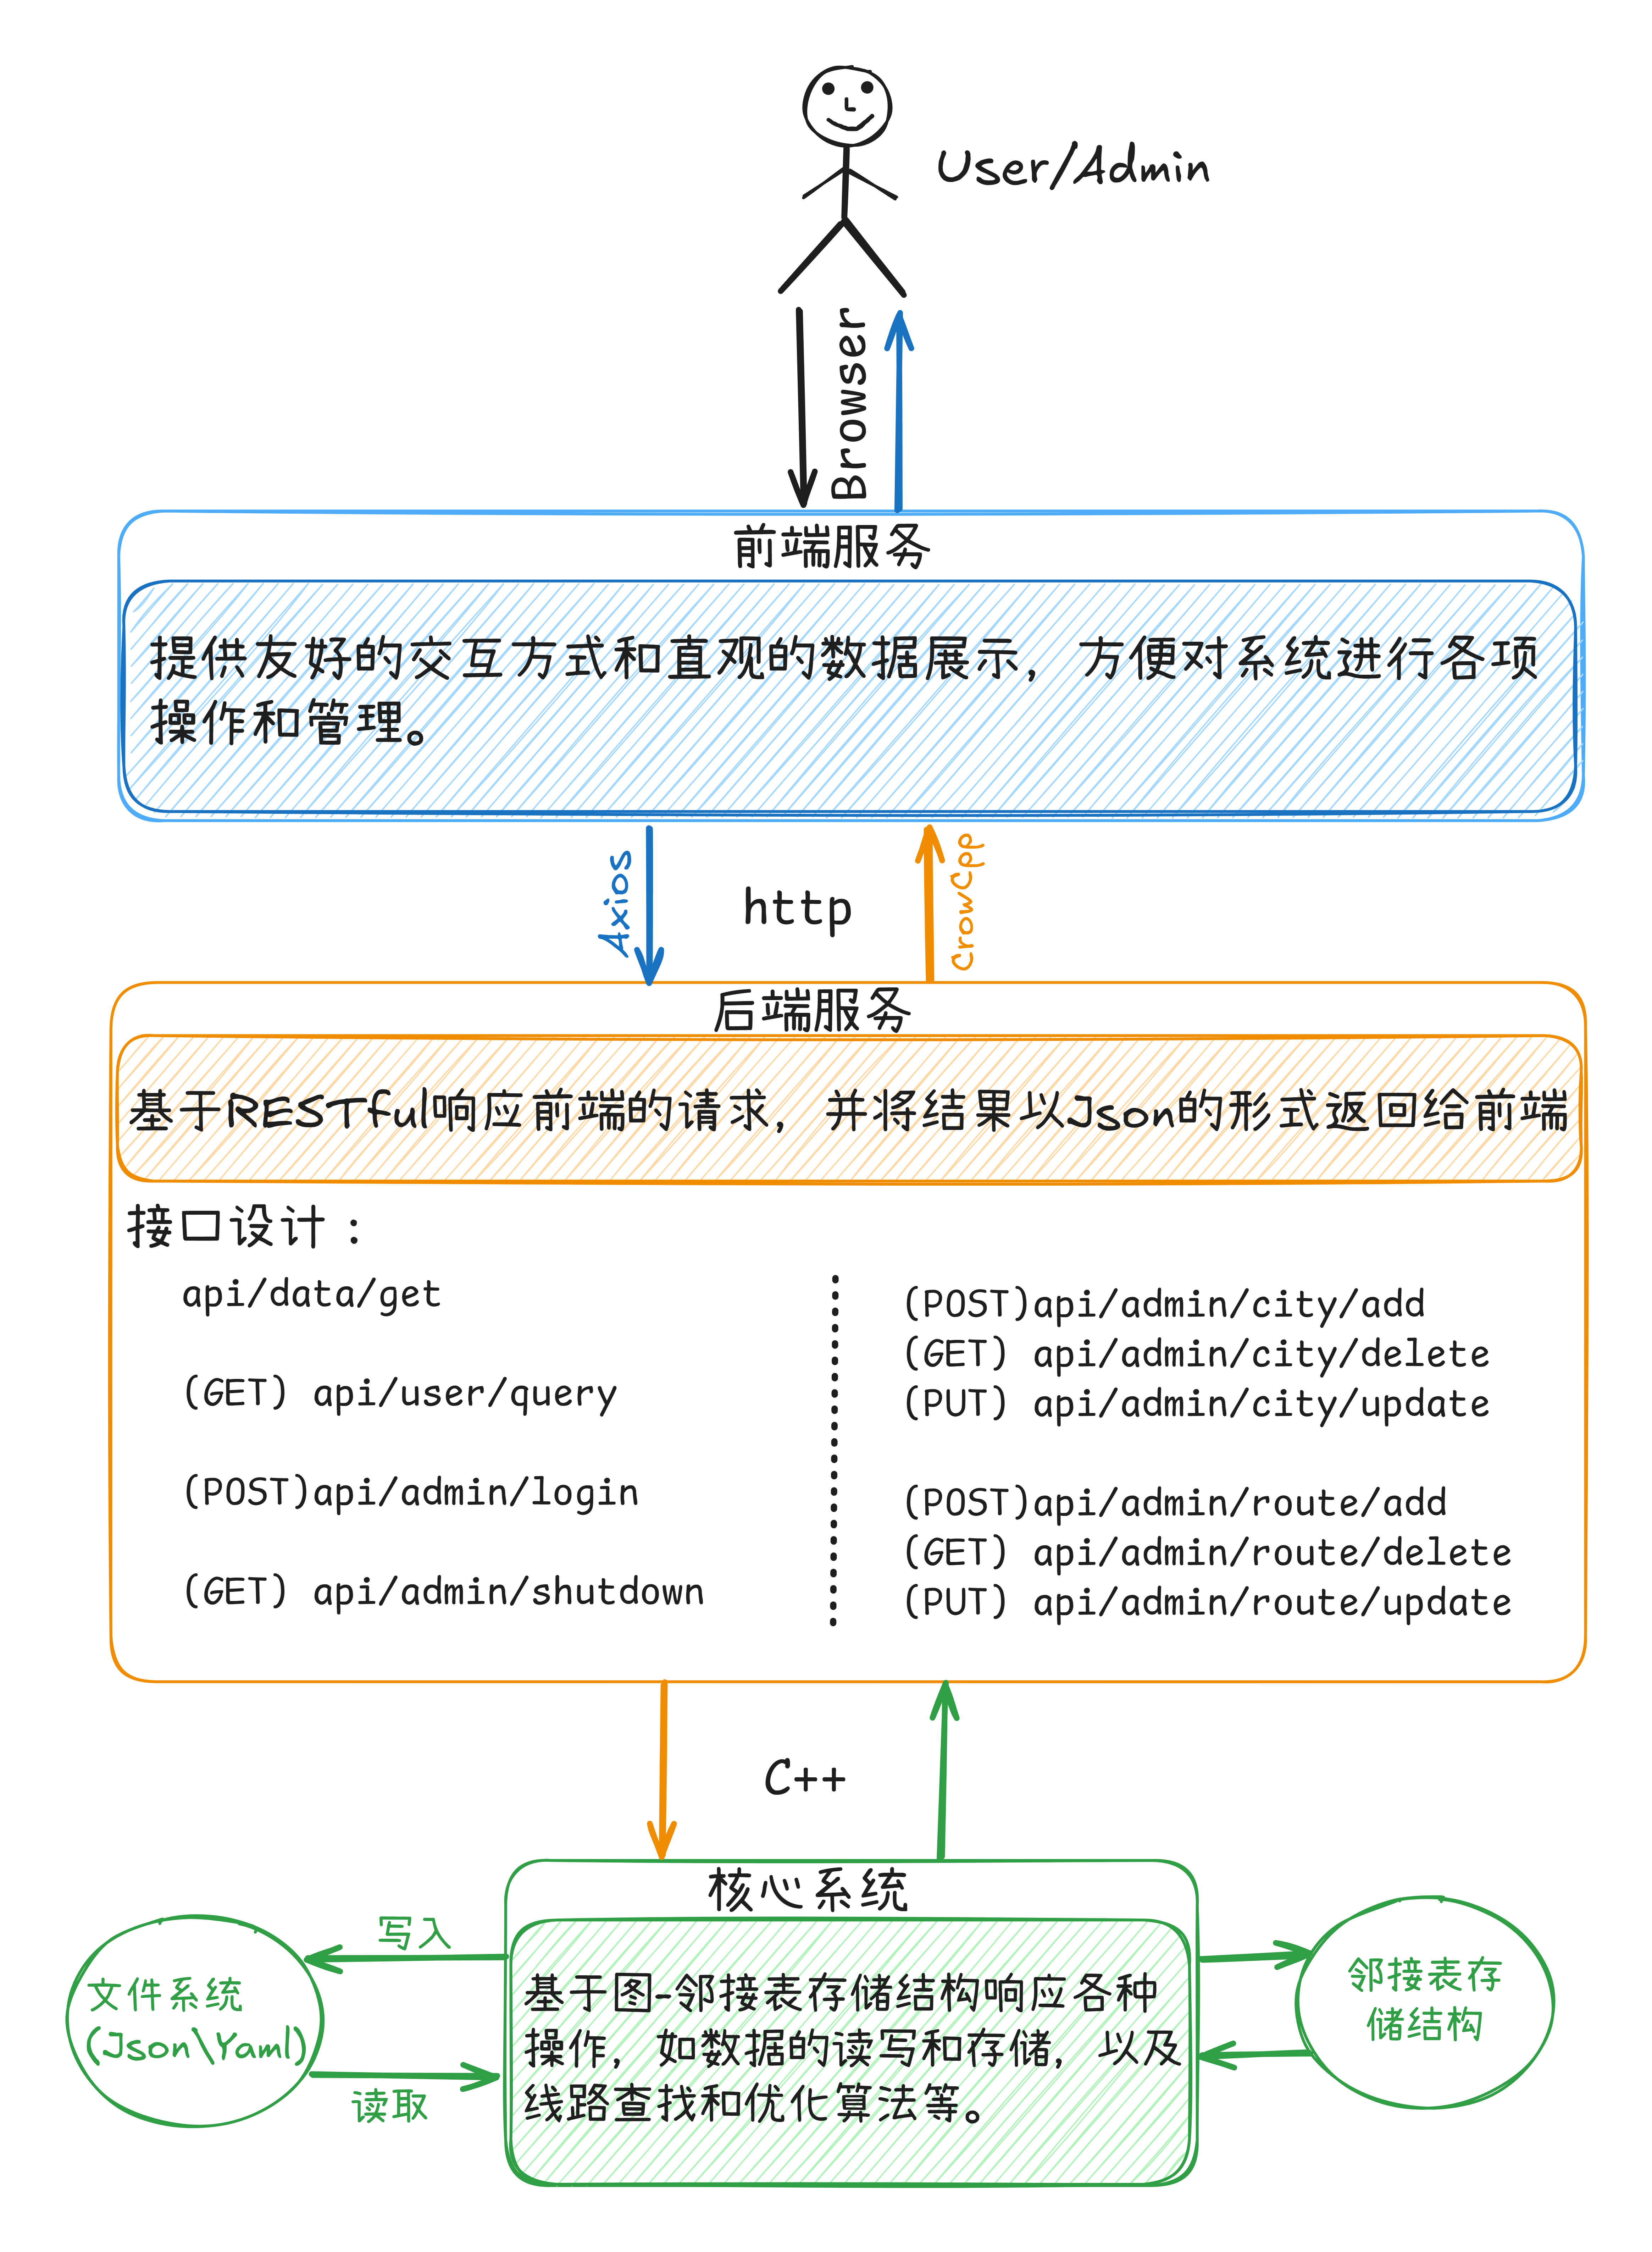 User/Admin
Browser
前端服务
提供友好的交互方式和直观的数据展示，方便对系统进行各项
操作和管理。
Axios
http
CrowCpp
后端服务
基于RESTful响应前端的请求，并将结果以Json的形式返回给前端
接口设计：
api/data/get
(GET) api/user/query
(POST)api/admin/login
(GET) api/admin/shutdown
(POST)api/admin/city/add
(GET) api/admin/city/delete
(PUT) api/admin/city/update
(POST)api/admin/route/add
(GET) api/admin/route/delete
(PUT) api/admin/route/update
C++
核心系统
基于图-邻接表存储结构响应各种
操作，如数据的读写和存储，以及
线路查找和优化算法等。
写入
文件系统
(Json\Yaml)
读取
邻接表存
储结构